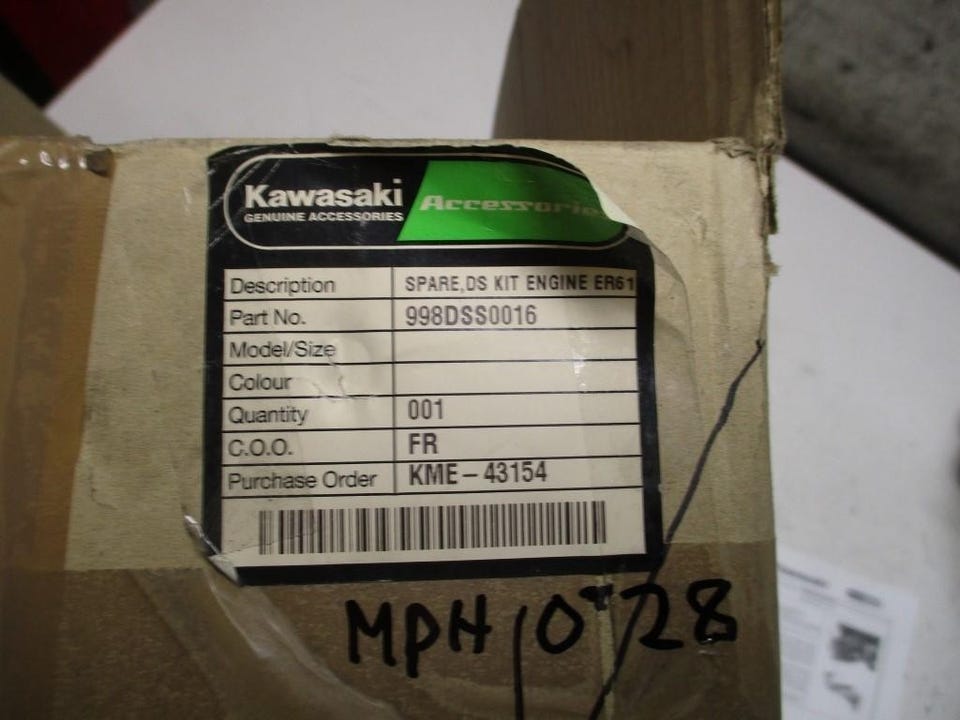 Kawasaki
GENUINE ACCESSORIES
Accessorie
Description SPARE,DS KIT ENGINE ER61
Part No. 998DSS0016
Model/Size
Colour
Quantity 001
C.O.O. FR
Purchase Order KME-43154
MPH 10728